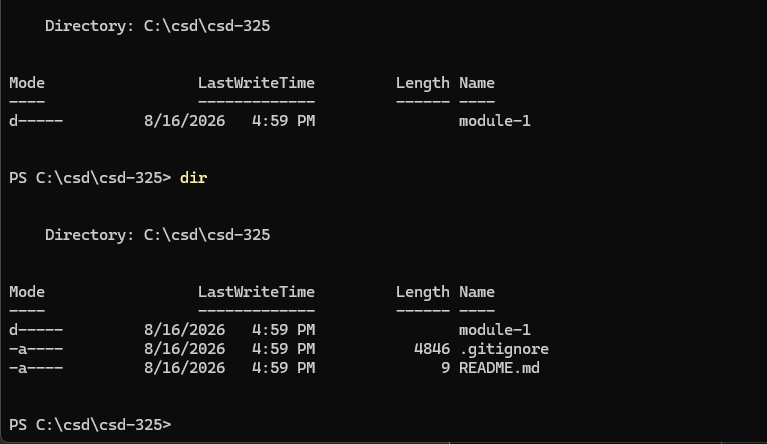 Directory: C:\csd\csd-325
Mode                 LastWriteTime         Length Name
----                 -------------         ------ ----
d-----         8/16/2026   4:59 PM                module-1
PS C:\csd\csd-325> dir
Directory: C:\csd\csd-325
Mode                 LastWriteTime         Length Name
----                 -------------         ------ ----
d-----         8/16/2026   4:59 PM                module-1
-a----         8/16/2026   4:59 PM           4846 .gitignore
-a----         8/16/2026   4:59 PM              9 README.md
PS C:\csd\csd-325>